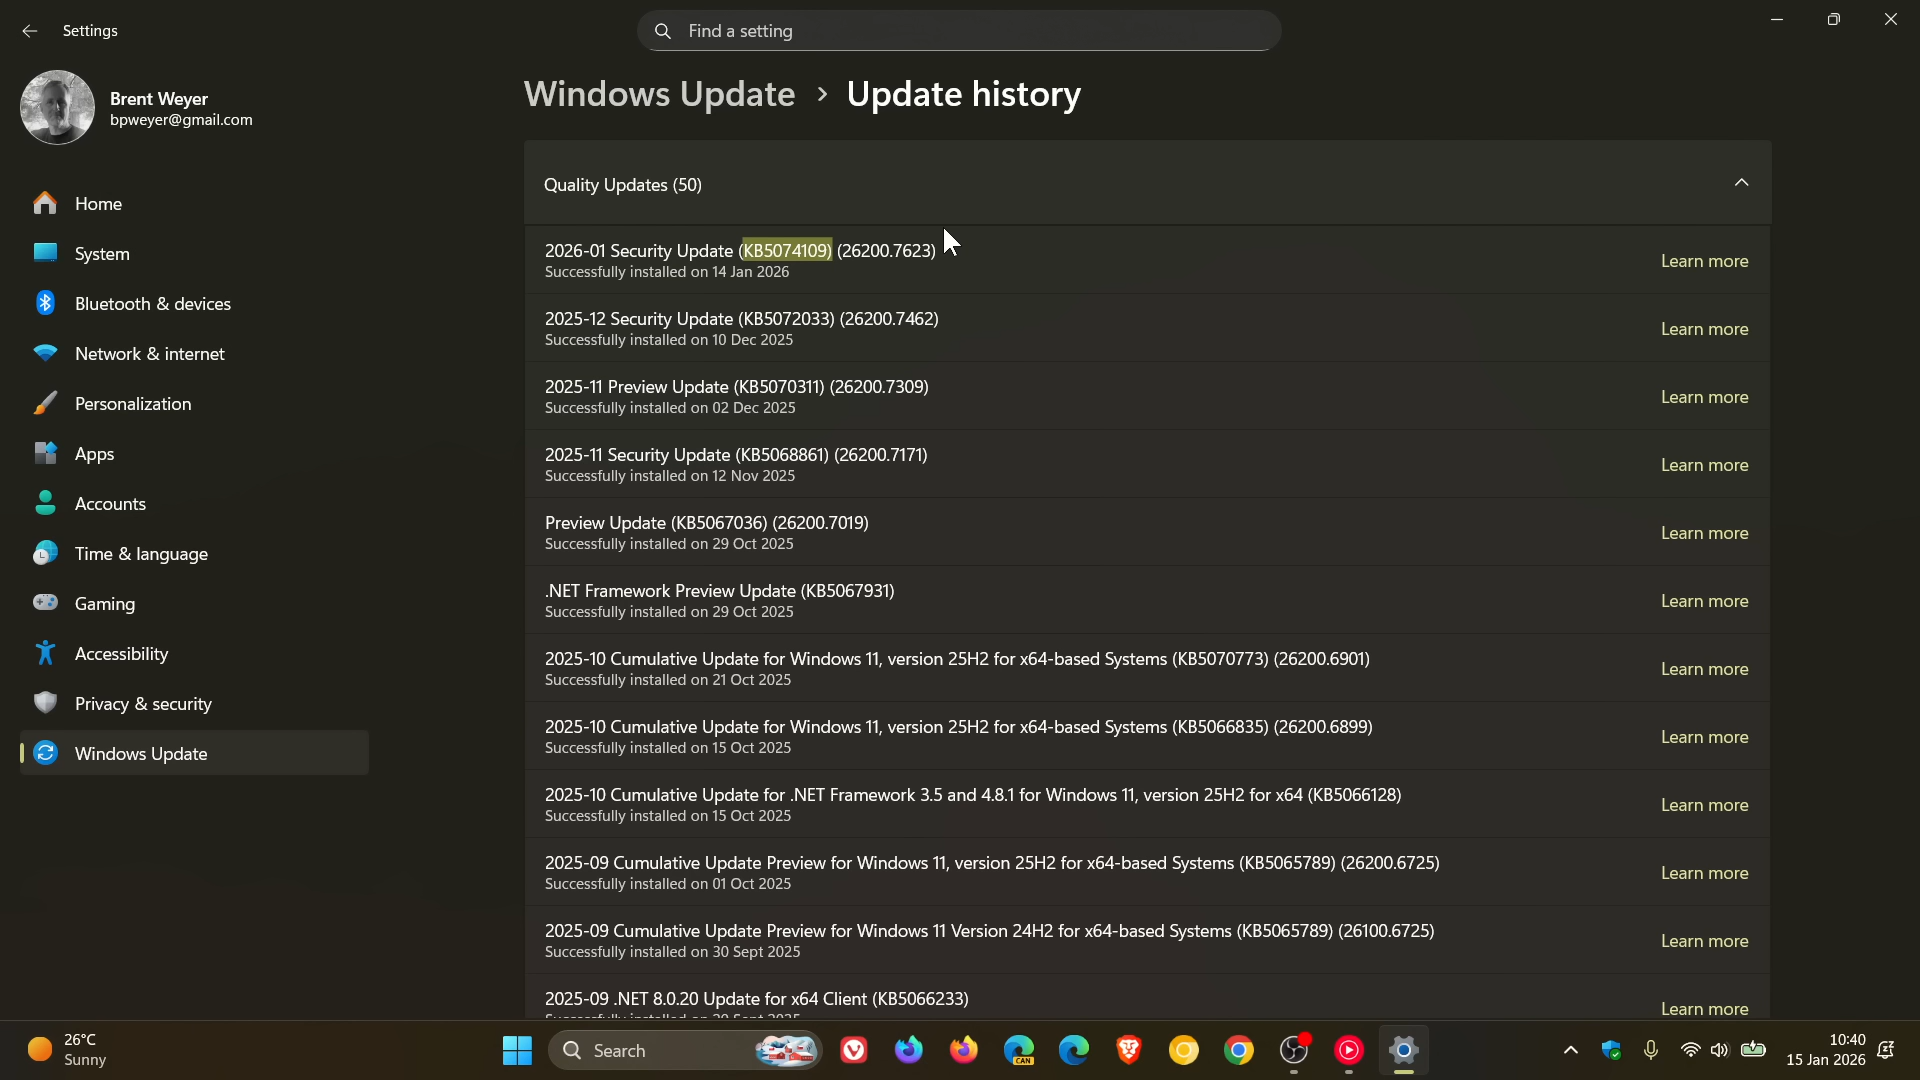 Settings
Find a setting
Brent Weyer
bpweyer@gmail.com
Home
System
Bluetooth & devices
Network & internet
Personalization
Apps
Accounts
Time & language
Gaming
Accessibility
Privacy & security
Windows Update
Windows Update > Update history
Quality Updates (50)
2026-01 Security Update (KB5074109) (26200.7623)
Successfully installed on 14 Jan 2026
Learn more
2025-12 Security Update (KB5072033) (26200.7462)
Successfully installed on 10 Dec 2025
Learn more
2025-11 Preview Update (KB5070311) (26200.7309)
Successfully installed on 02 Dec 2025
Learn more
2025-11 Security Update (KB5068861) (26200.7171)
Successfully installed on 12 Nov 2025
Learn more
Preview Update (KB5067036) (26200.7019)
Successfully installed on 29 Oct 2025
Learn more
.NET Framework Preview Update (KB5067931)
Successfully installed on 29 Oct 2025
Learn more
2025-10 Cumulative Update for Windows 11, version 25H2 for x64-based Systems (KB5070773) (26200.6901)
Successfully installed on 21 Oct 2025
Learn more
2025-10 Cumulative Update for Windows 11, version 25H2 for x64-based Systems (KB5066835) (26200.6899)
Successfully installed on 15 Oct 2025
Learn more
2025-10 Cumulative Update for .NET Framework 3.5 and 4.8.1 for Windows 11, version 25H2 for x64 (KB5066128)
Successfully installed on 15 Oct 2025
Learn more
2025-09 Cumulative Update Preview for Windows 11, version 25H2 for x64-based Systems (KB5065789) (26200.6725)
Successfully installed on 01 Oct 2025
Learn more
2025-09 Cumulative Update Preview for Windows 11 Version 24H2 for x64-based Systems (KB5065789) (26100.6725)
Successfully installed on 30 Sept 2025
Learn more
2025-09 .NET 8.0.20 Update for x64 Client (KB5066233)
Learn more
26°C
Sunny
Search
CAN
10:40
15 Jan 2026